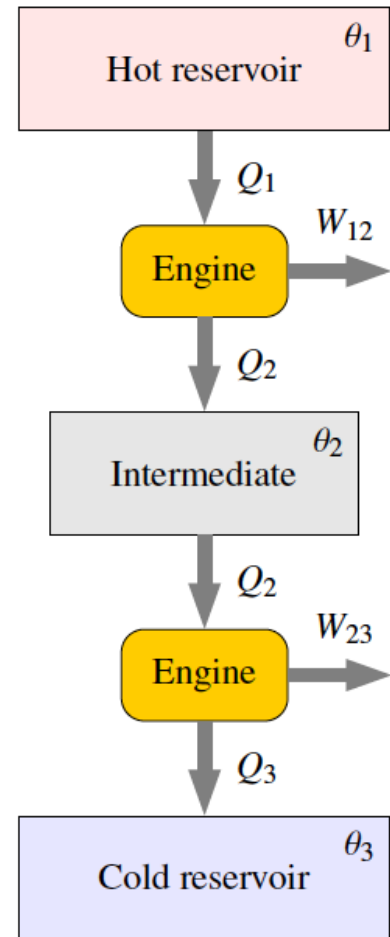 θ₁
Hot reservoir
Q₁
W₁₂
Engine
Q₂
θ₂
Intermediate
Q₂
W₂₃
Engine
Q₃
θ₃
Cold reservoir